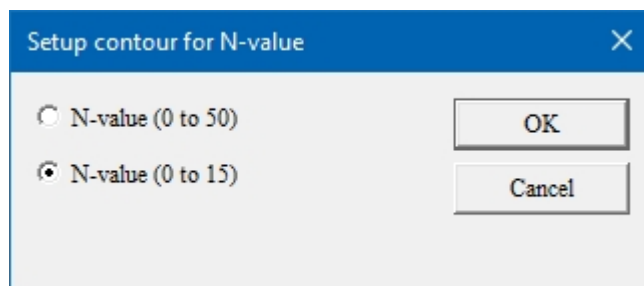 Setup contour for N-value
N-value (0 to 50)
OK
N-value (0 to 15)
Cancel